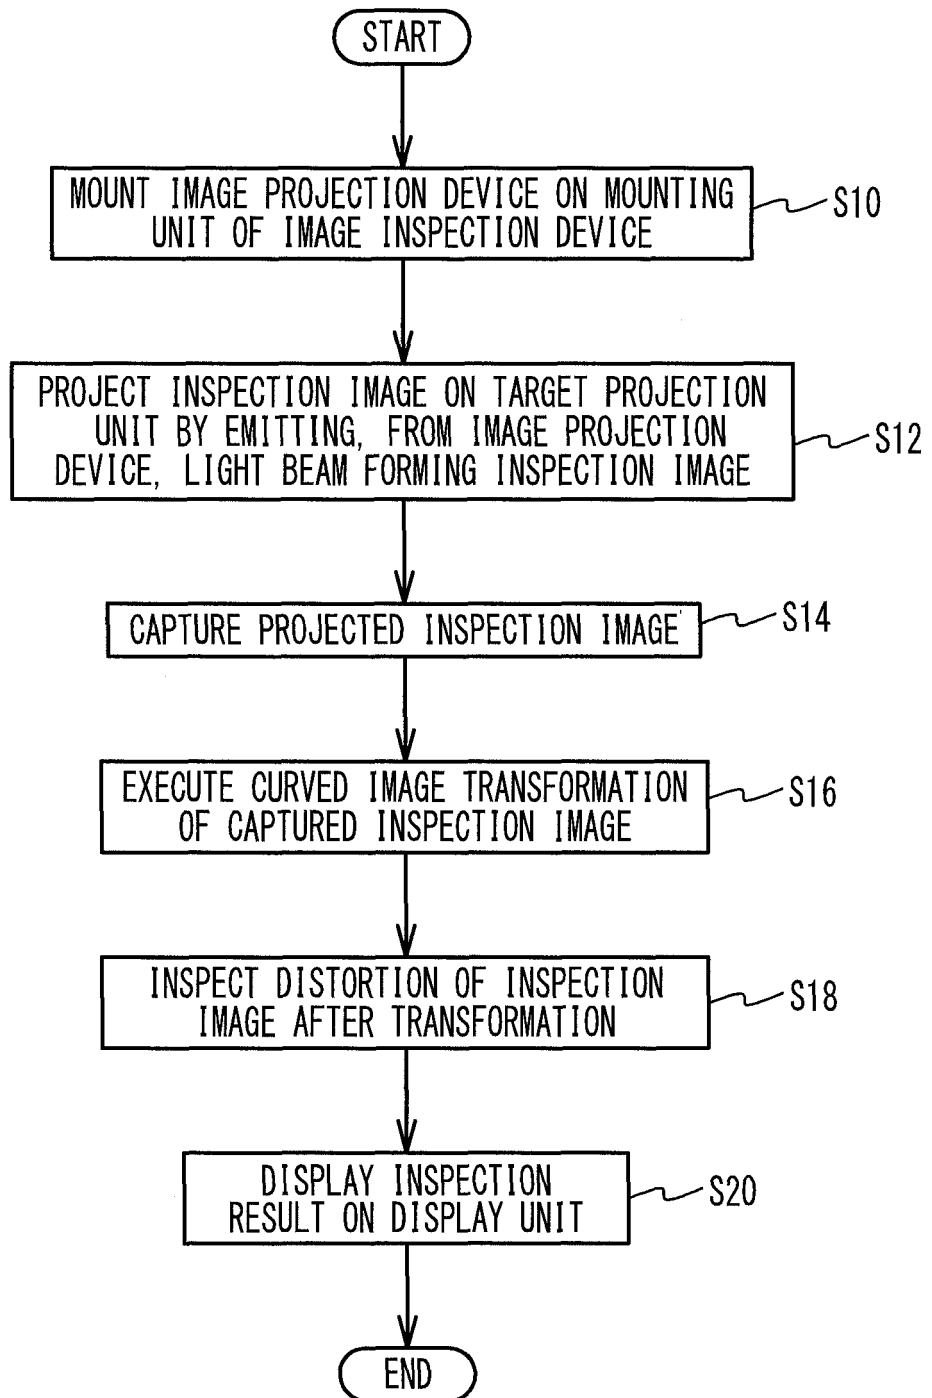 START
MOUNT IMAGE PROJECTION DEVICE ON MOUNTING
UNIT OF IMAGE INSPECTION DEVICE
S10
PROJECT INSPECTION IMAGE ON TARGET PROJECTION
UNIT BY EMITTING, FROM IMAGE PROJECTION
DEVICE, LIGHT BEAM FORMING INSPECTION IMAGE
S12
CAPTURE PROJECTED INSPECTION IMAGE
S14
EXECUTE CURVED IMAGE TRANSFORMATION
OF CAPTURED INSPECTION IMAGE
S16
INSPECT DISTORTION OF INSPECTION
IMAGE AFTER TRANSFORMATION
S18
DISPLAY INSPECTION
RESULT ON DISPLAY UNIT
S20
END